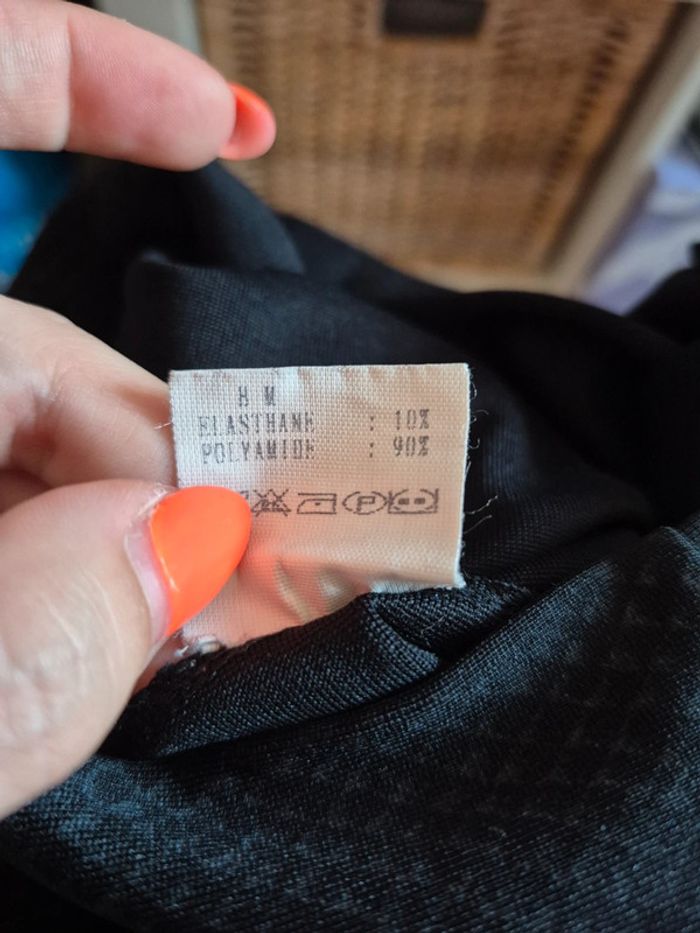 H M
ELASTHANE : 10%
POLYAMIDE : 90%
P